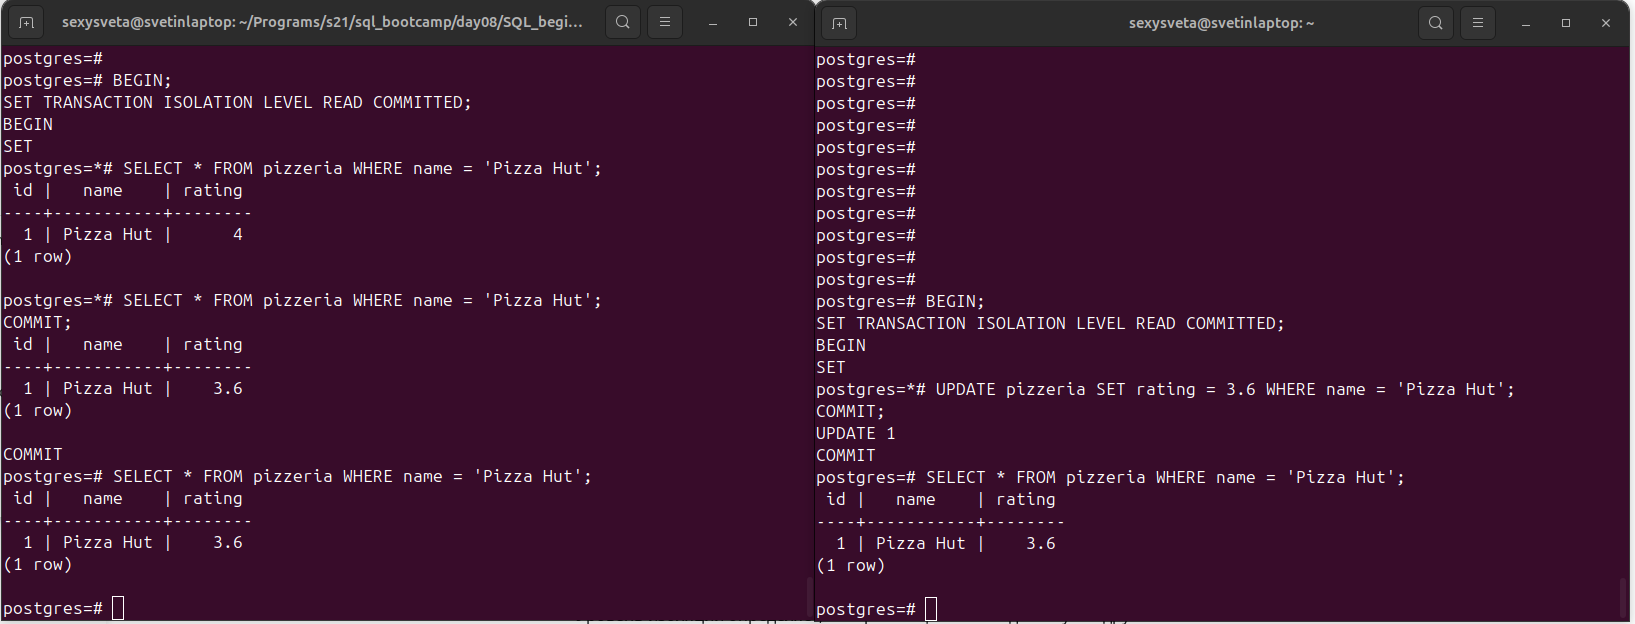 sexysveta@svetinlaptop: ~/Programs/s21/sql_bootcamp/day08/SQL_begi...
postgres=#
postgres=# BEGIN;
SET TRANSACTION ISOLATION LEVEL READ COMMITTED;
BEGIN
SET
postgres=*# SELECT * FROM pizzeria WHERE name = 'Pizza Hut';
 id |   name    | rating
----+-----------+--------
  1 | Pizza Hut |      4
(1 row)

postgres=*# SELECT * FROM pizzeria WHERE name = 'Pizza Hut';
COMMIT;
 id |   name    | rating
----+-----------+--------
  1 | Pizza Hut |    3.6
(1 row)

COMMIT
postgres=# SELECT * FROM pizzeria WHERE name = 'Pizza Hut';
 id |   name    | rating
----+-----------+--------
  1 | Pizza Hut |    3.6
(1 row)

postgres=#
sexysveta@svetinlaptop: ~
postgres=#
postgres=#
postgres=#
postgres=#
postgres=#
postgres=#
postgres=#
postgres=#
postgres=#
postgres=#
postgres=#
postgres=# BEGIN;
SET TRANSACTION ISOLATION LEVEL READ COMMITTED;
BEGIN
SET
postgres=*# UPDATE pizzeria SET rating = 3.6 WHERE name = 'Pizza Hut';
COMMIT;
UPDATE 1
COMMIT
postgres=# SELECT * FROM pizzeria WHERE name = 'Pizza Hut';
 id |   name    | rating
----+-----------+--------
  1 | Pizza Hut |    3.6
(1 row)

postgres=#